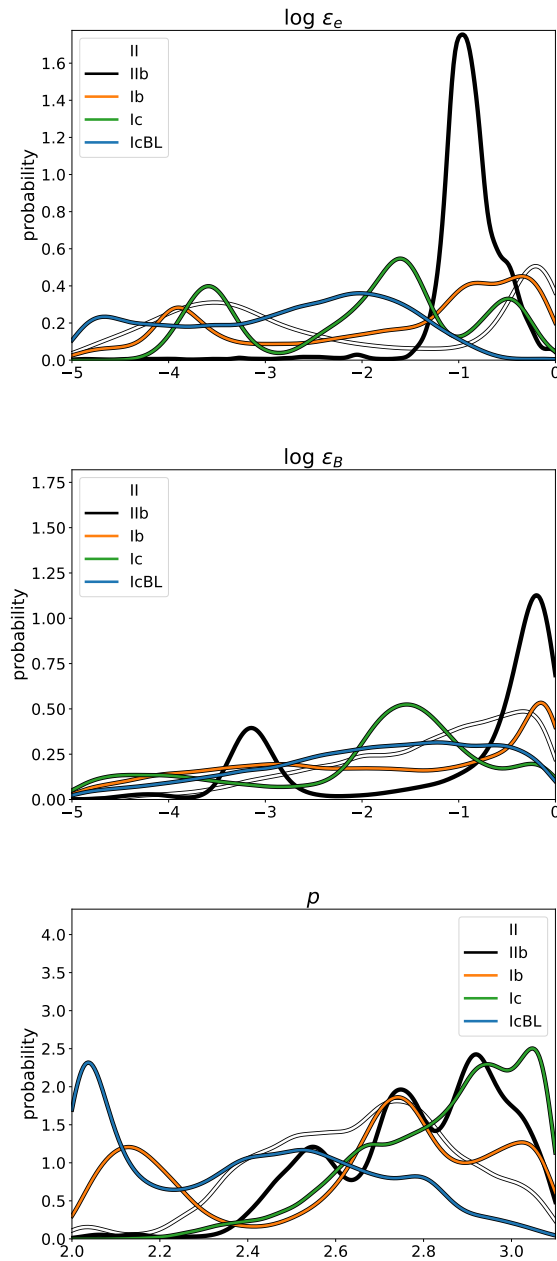 log ε_e
1.6
1.4
1.2
1.0
0.8
0.6
0.4
0.2
0.0
probability
II
IIb
Ib
Ic
IcBL
−5 −4 −3 −2 −1 0
log ε_B
1.75
1.50
1.25
1.00
0.75
0.50
0.25
0.00
probability
II
IIb
Ib
Ic
IcBL
−5 −4 −3 −2 −1 0
p
4.0
3.5
3.0
2.5
2.0
1.5
1.0
0.5
0.0
probability
II
IIb
Ib
Ic
IcBL
2.0 2.2 2.4 2.6 2.8 3.0